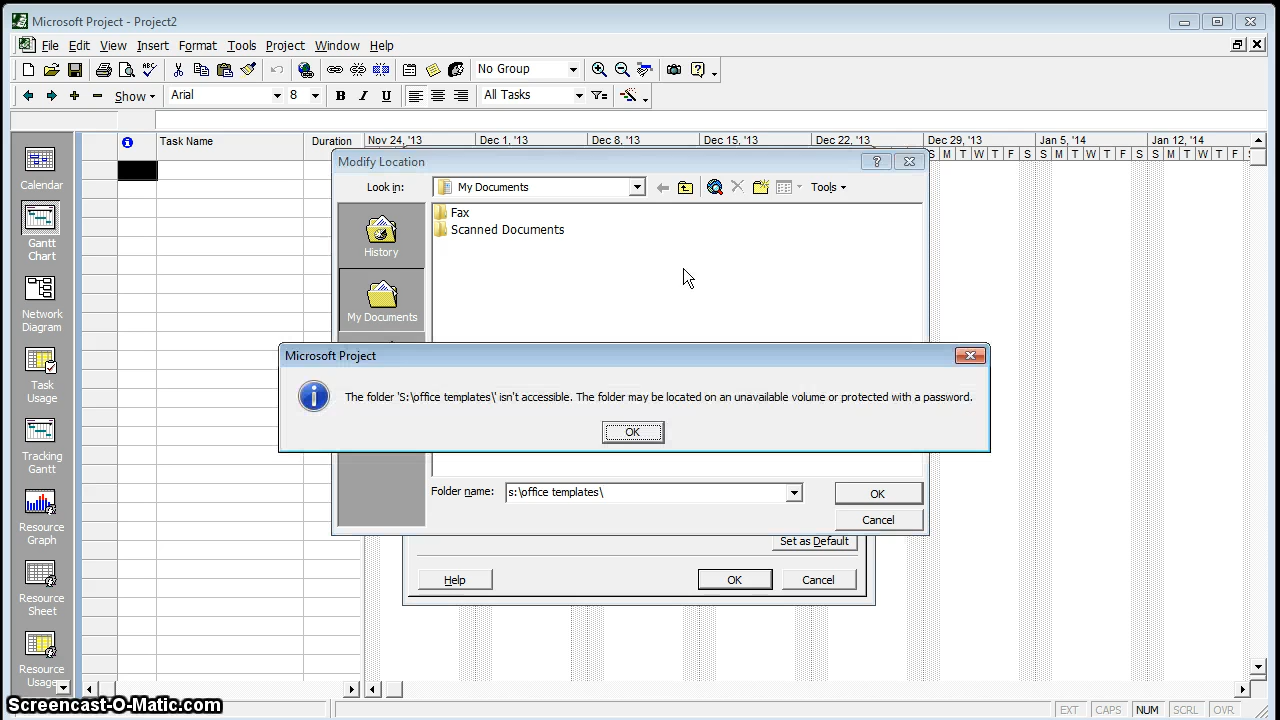 Microsoft Project - Project2
File Edit View Insert Format Tools Project Window Help
No Group
Show Arial 8 B I U All Tasks
Task Name Duration Nov 24, '13 Dec 1, '13 Dec 8, '13 Dec 15, '13 Dec 22, '13 Dec 29, '13 Jan 5, '14 Jan 12, '14
S M T W T F S S M T W T F S S M T W T F
Modify Location
Look in: My Documents Tools
Fax
Scanned Documents
History
My Documents
Microsoft Project
The folder 'S:\office templates\' isn't accessible. The folder may be located on an unavailable volume or protected with a password.
OK
Folder name: s:\office templates\ OK
Cancel
Set as Default
Help OK Cancel
Calendar
Gantt
Chart
Network
Diagram
Task
Usage
Tracking
Gantt
Resource
Graph
Resource
Sheet
Resource
Usage
Screencast-O-Matic.com
EXT CAPS NUM SCRL OVR